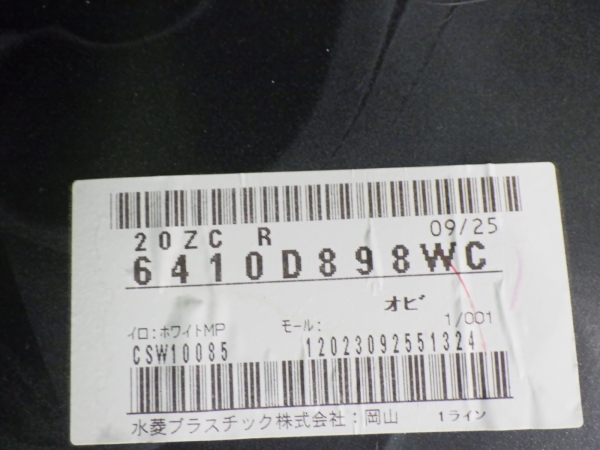 09/25
20ZC R
6410D898WC
オビ
イロ:ホワイトMP モール: 1/001
CSW10085 12023092551324
水菱プラスチック株式会社:岡山 1ライン